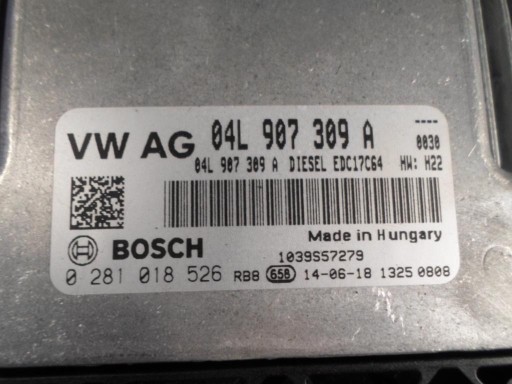 VW AG 04L 907 309 A 0030
04L 907 309 A DIESEL EDC17C64 HW: H22
Made in Hungary
BOSCH 1039S57279
0 281 018 526 RB8 658 14-06-18 1325 0808